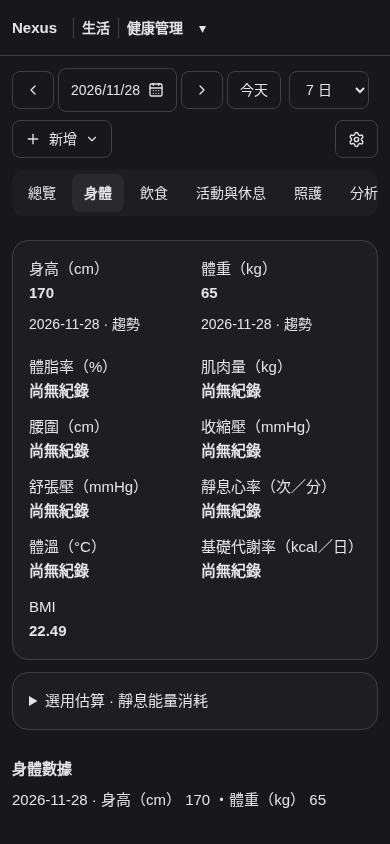 Nexus 生活 健康管理 ▼
2026/11/28 今天 7 日
新增
總覽 身體 飲食 活動與休息 照護 分析
身高（cm） 體重（kg）
170 65
2026-11-28 · 趨勢 2026-11-28 · 趨勢
體脂率（%） 肌肉量（kg）
尚無紀錄 尚無紀錄
腰圍（cm） 收縮壓（mmHg）
尚無紀錄 尚無紀錄
舒張壓（mmHg） 靜息心率（次／分）
尚無紀錄 尚無紀錄
體溫（°C） 基礎代謝率（kcal／日）
尚無紀錄 尚無紀錄
BMI
22.49
▶ 選用估算 · 靜息能量消耗
身體數據
2026-11-28 · 身高（cm） 170 ・體重（kg） 65